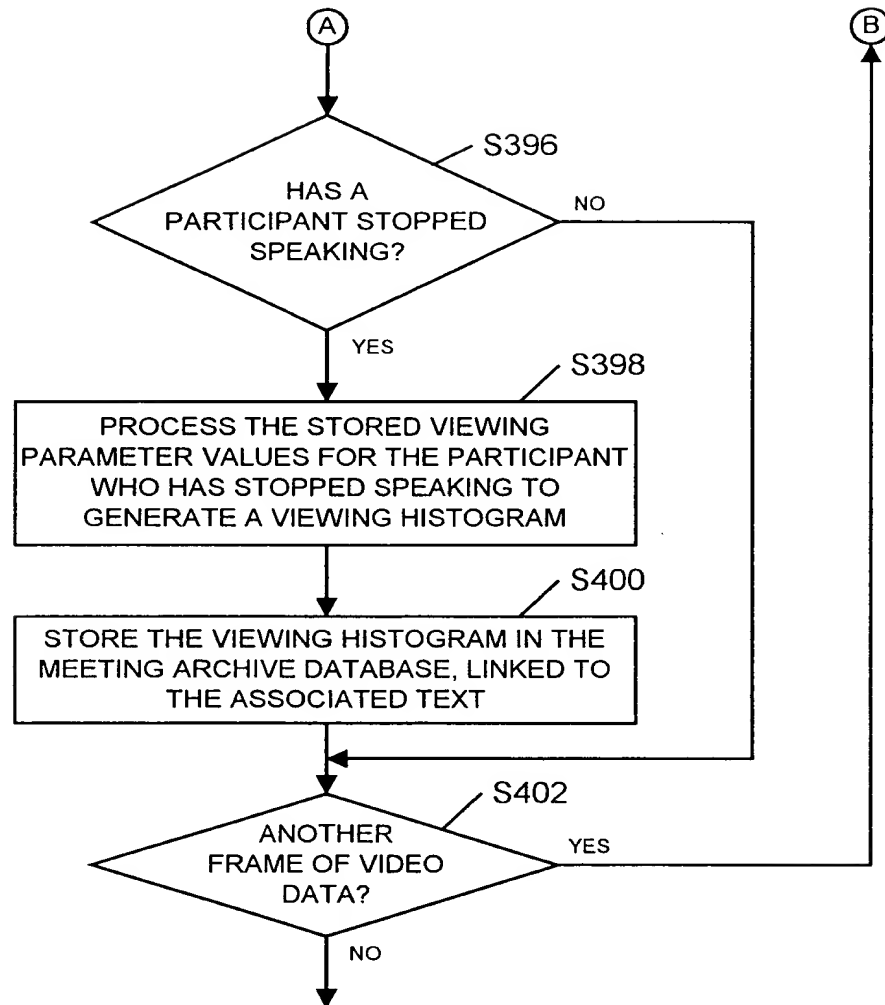 A
B
S396
HAS A
PARTICIPANT STOPPED
SPEAKING?
NO
YES
S398
PROCESS THE STORED VIEWING
PARAMETER VALUES FOR THE PARTICIPANT
WHO HAS STOPPED SPEAKING TO
GENERATE A VIEWING HISTOGRAM
S400
STORE THE VIEWING HISTOGRAM IN THE
MEETING ARCHIVE DATABASE, LINKED TO
THE ASSOCIATED TEXT
S402
ANOTHER
FRAME OF VIDEO
DATA?
YES
NO